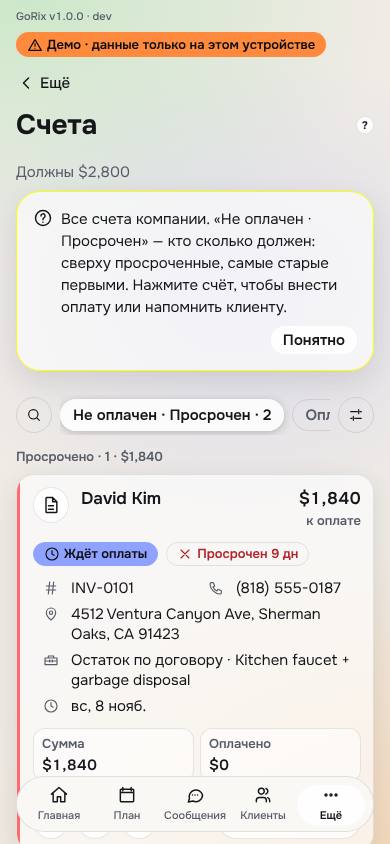 GoRix v1.0.0 · dev
Демо · данные только на этом устройстве
Ещё
Счета
?
Должны $2,800
Все счета компании. «Не оплачен ·
Просрочен» — кто сколько должен:
сверху просроченные, самые старые
первыми. Нажмите счёт, чтобы внести
оплату или напомнить клиенту.
Понятно
Не оплачен · Просрочен · 2
Опл
Просрочено · 1 · $1,840
David Kim
$1,840
к оплате
Ждёт оплаты
Просрочен 9 дн
INV-0101
(818) 555-0187
4512 Ventura Canyon Ave, Sherman
Oaks, CA 91423
Остаток по договору · Kitchen faucet +
garbage disposal
вс, 8 нояб.
Сумма
Оплачено
$1,840
$0
Главная
План
Сообщения
Клиенты
Ещё